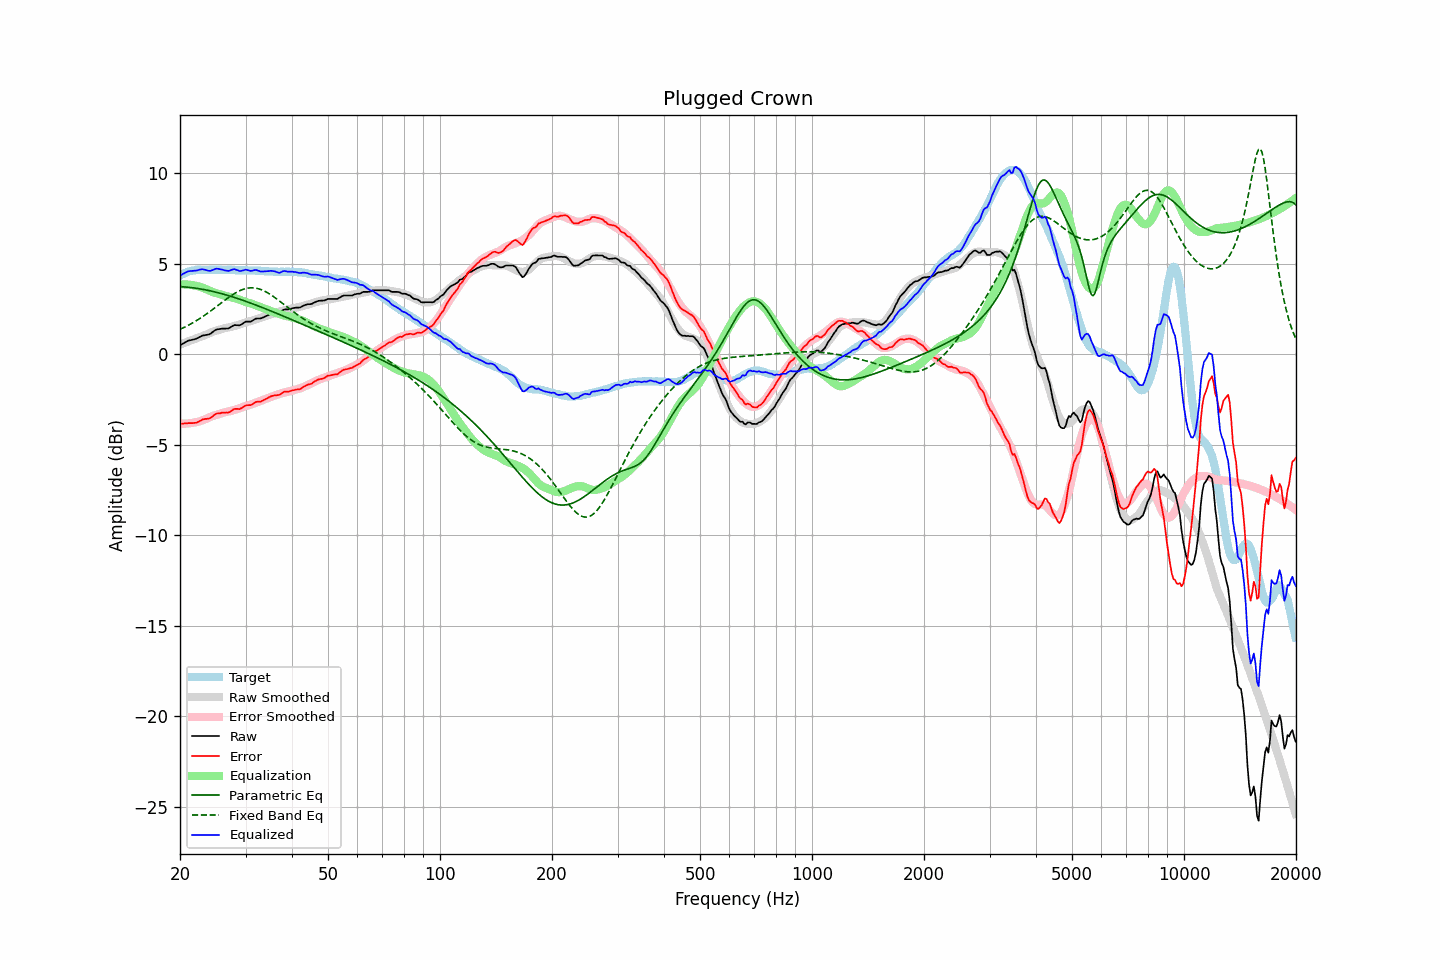 Plugged Crown
Amplitude (dBr)
10
5
0
−5
−10
−15
−20
−25
Target
Raw Smoothed
Error Smoothed
Raw
Error
Equalization
Parametric Eq
Fixed Band Eq
Equalized
20 50 100 200 500 1000 2000 5000 10000 20000
Frequency (Hz)